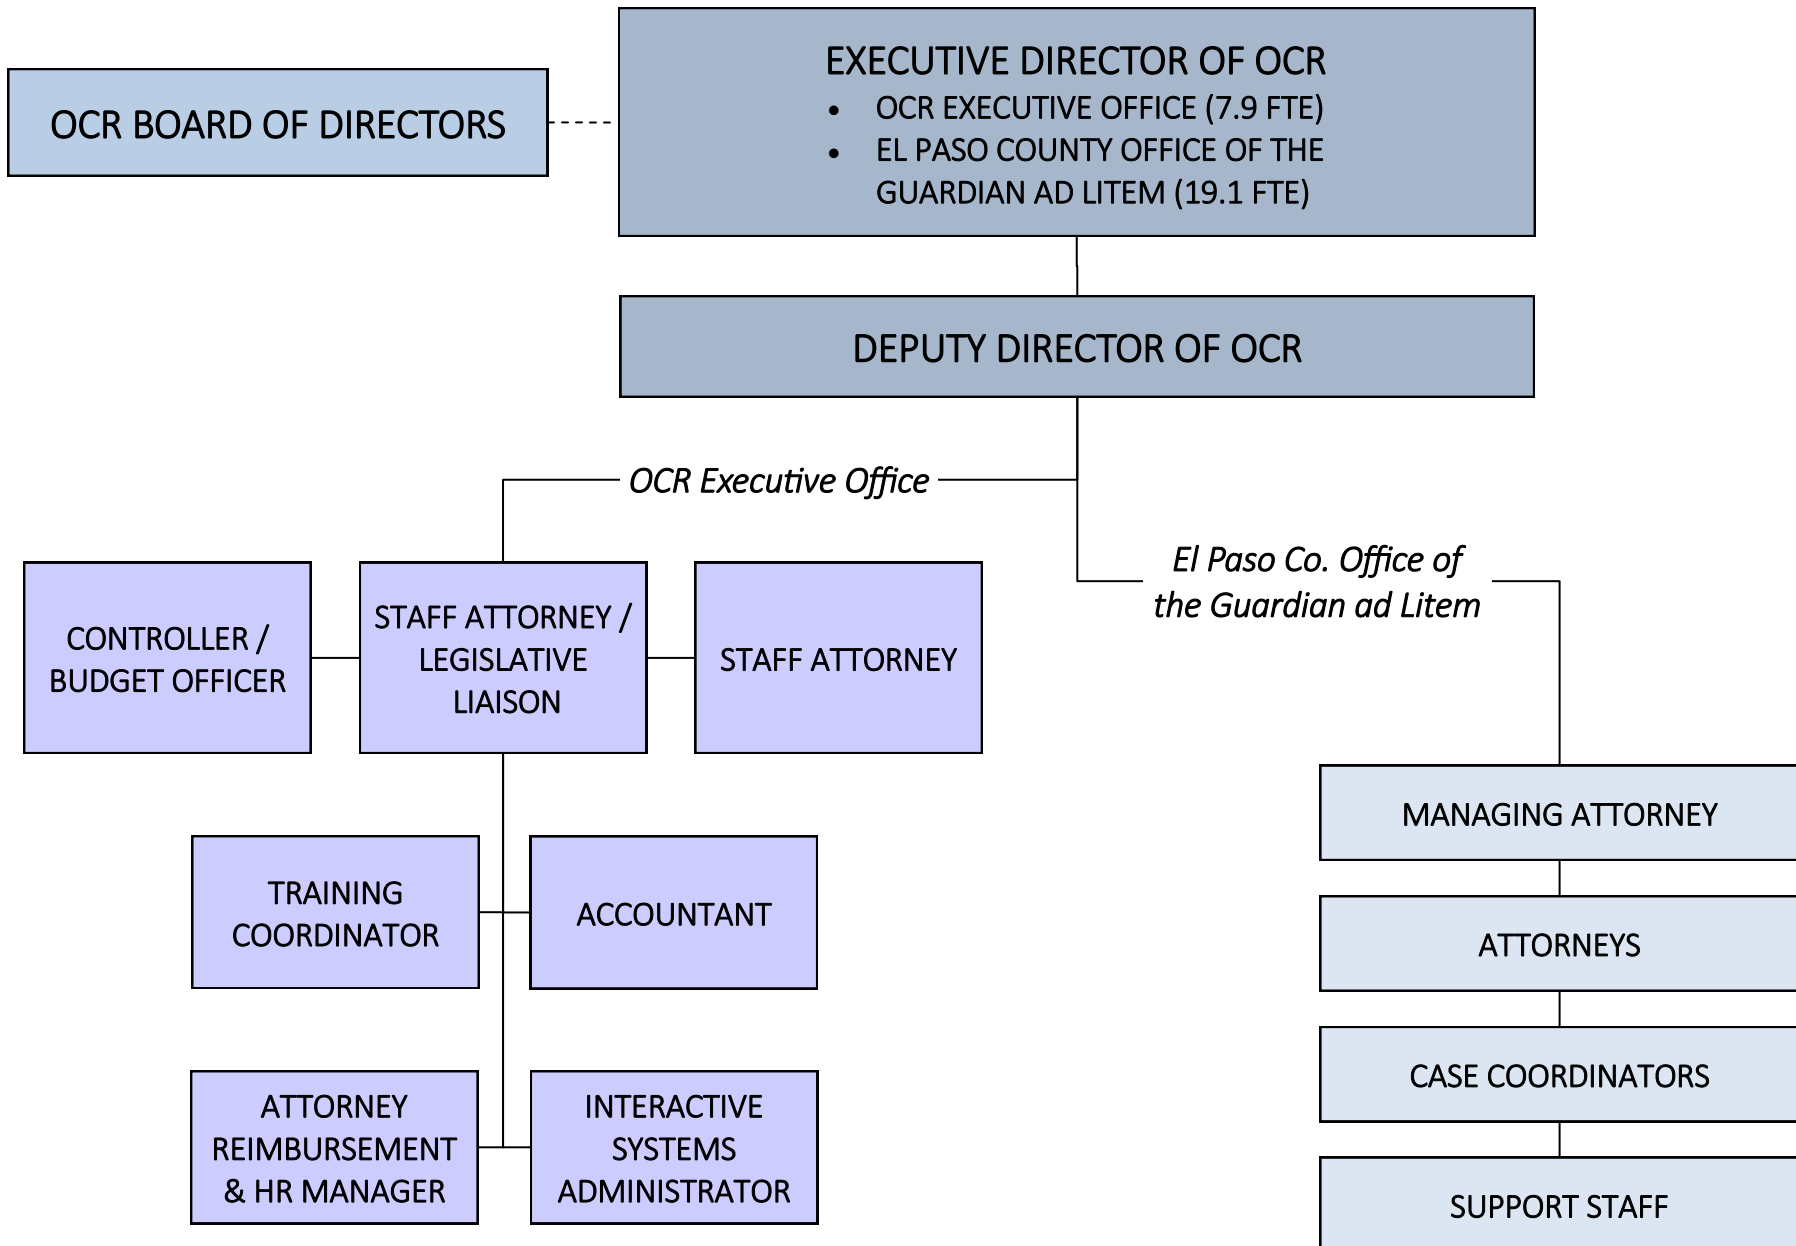 EXECUTIVE DIRECTOR OF OCR
• OCR EXECUTIVE OFFICE (7.9 FTE)
• EL PASO COUNTY OFFICE OF THE
GUARDIAN AD LITEM (19.1 FTE)
OCR BOARD OF DIRECTORS
DEPUTY DIRECTOR OF OCR
OCR Executive Office
El Paso Co. Office of
the Guardian ad Litem
CONTROLLER /
BUDGET OFFICER
STAFF ATTORNEY /
LEGISLATIVE
LIAISON
STAFF ATTORNEY
TRAINING
COORDINATOR
ACCOUNTANT
ATTORNEY
REIMBURSEMENT
& HR MANAGER
INTERACTIVE
SYSTEMS
ADMINISTRATOR
MANAGING ATTORNEY
ATTORNEYS
CASE COORDINATORS
SUPPORT STAFF